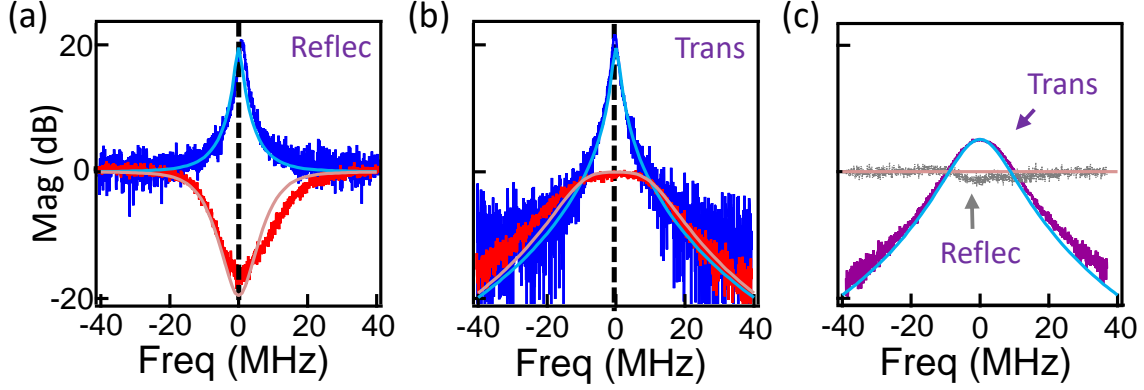 (a)
(b)
(c)
Mag (dB)
20
0
-20
Reflec
-40 -20 0 20 40
Freq (MHz)
Trans
-40 -20 0 20 40
Freq (MHz)
Trans
Reflec
-40 -20 0 20 40
Freq (MHz)